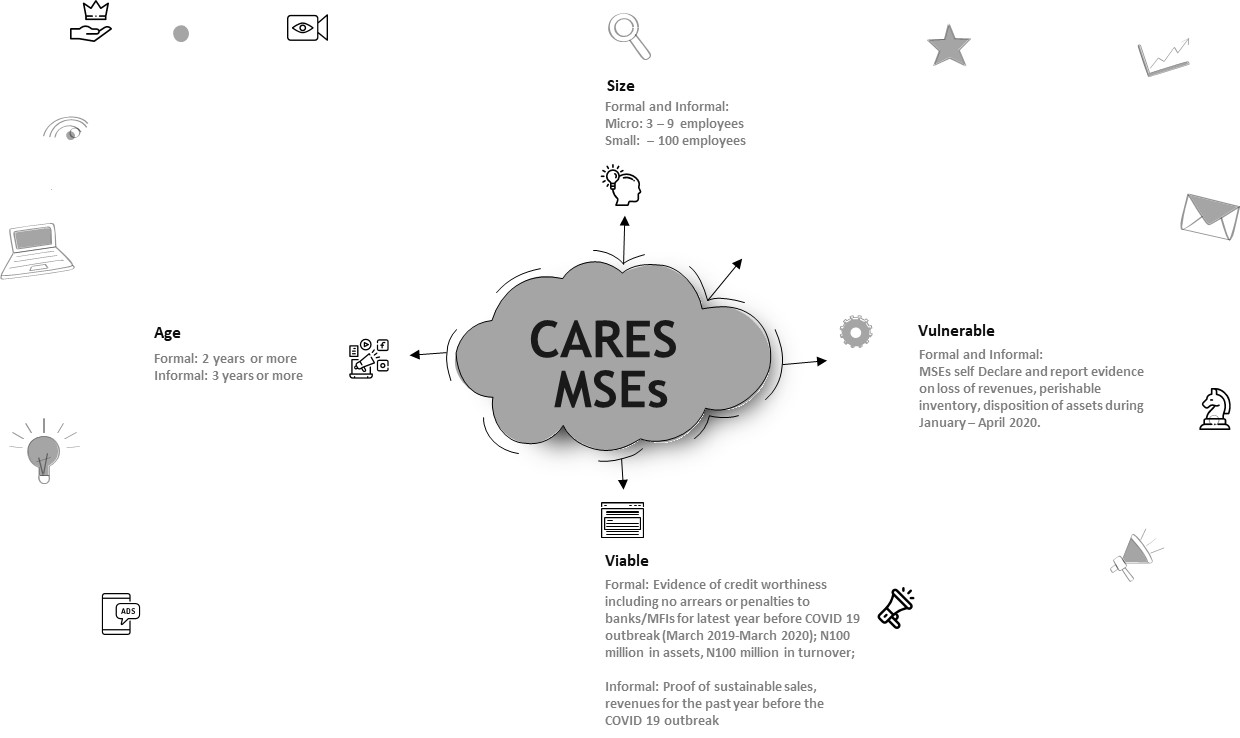 Size
Formal and Informal:
Micro: 3 – 9 employees
Small: – 100 employees
CARES
MSEs
Age
Formal: 2 years or more
Informal: 3 years or more
Vulnerable
Formal and Informal:
MSEs self Declare and report evidence
on loss of revenues, perishable
inventory, disposition of assets during
January – April 2020.
Viable
Formal: Evidence of credit worthiness
including no arrears or penalties to
banks/MFIs for latest year before COVID 19
outbreak (March 2019-March 2020); N100
million in assets, N100 million in turnover;
Informal: Proof of sustainable sales,
revenues for the past year before the
COVID 19 outbreak
ADS